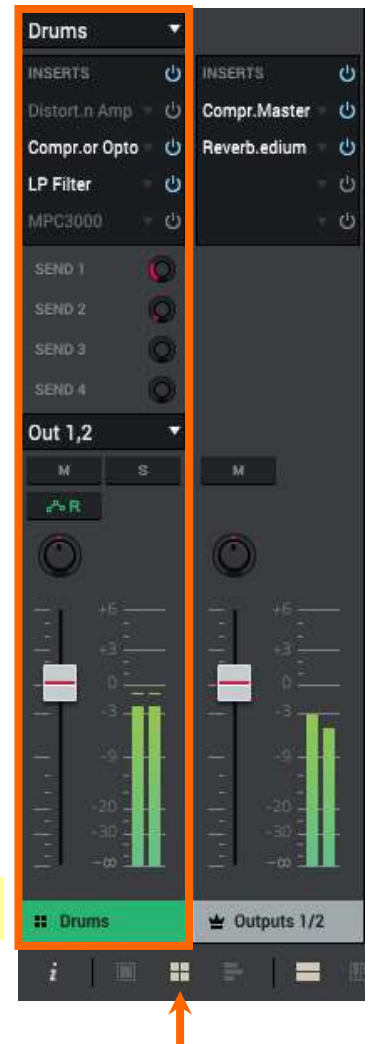 Drums
INSERTS
Distort.n Amp
Compr.or Opto
LP Filter
MPC3000
SEND 1
SEND 2
SEND 3
SEND 4
Out 1,2
M S
R
+6
+3
0
-3
-9
-20
-30
-∞
Drums
INSERTS
Compr.Master
Reverb.edium
M
+6
+3
0
-3
-9
-20
-30
-∞
Outputs 1/2
i